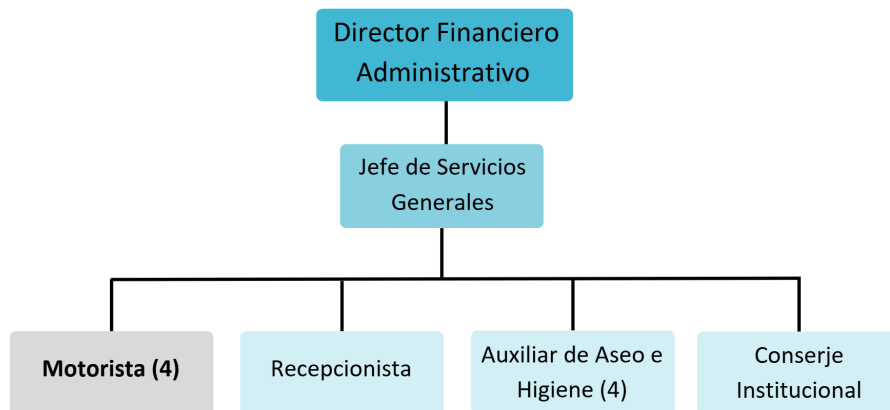 Director Financiero
Administrativo
Jefe de Servicios
Generales
Motorista (4)
Recepcionista
Auxiliar de Aseo e
Higiene (4)
Conserje
Institucional